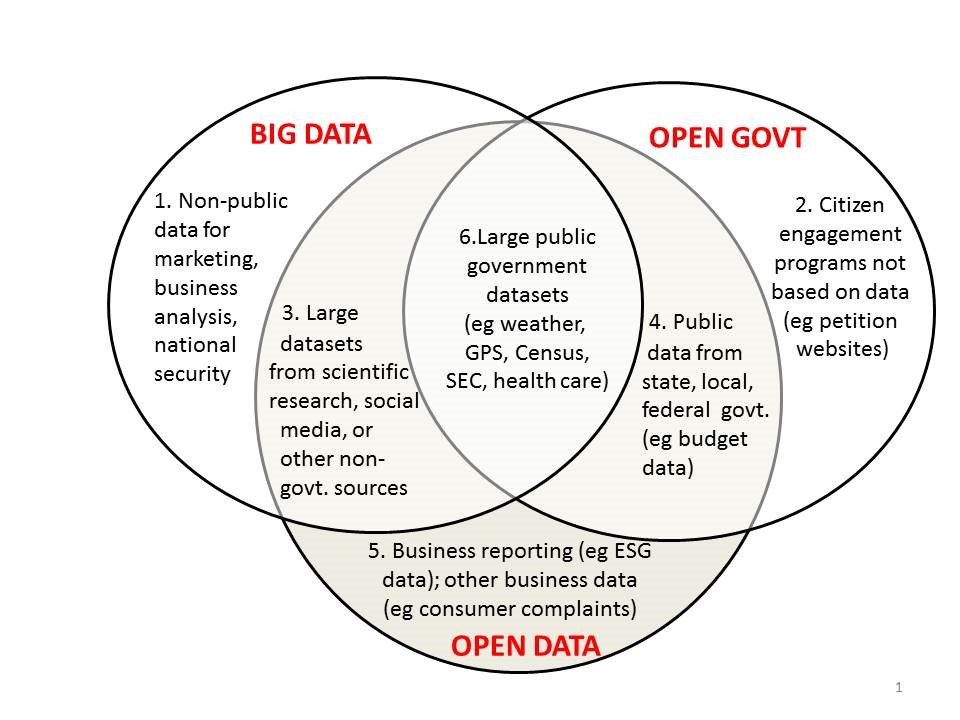 BIG DATA
OPEN GOVT
1. Non-public
data for
marketing,
business
analysis,
national
security
2. Citizen
engagement
programs not
based on data
(eg petition
websites)
6.Large public
government
datasets
(eg weather,
GPS, Census,
SEC, health care)
3. Large
datasets
from scientific
research, social
media, or
other non-
govt. sources
4. Public
data from
state, local,
federal govt.
(eg budget
data)
5. Business reporting (eg ESG
data); other business data
(eg consumer complaints)
OPEN DATA
1